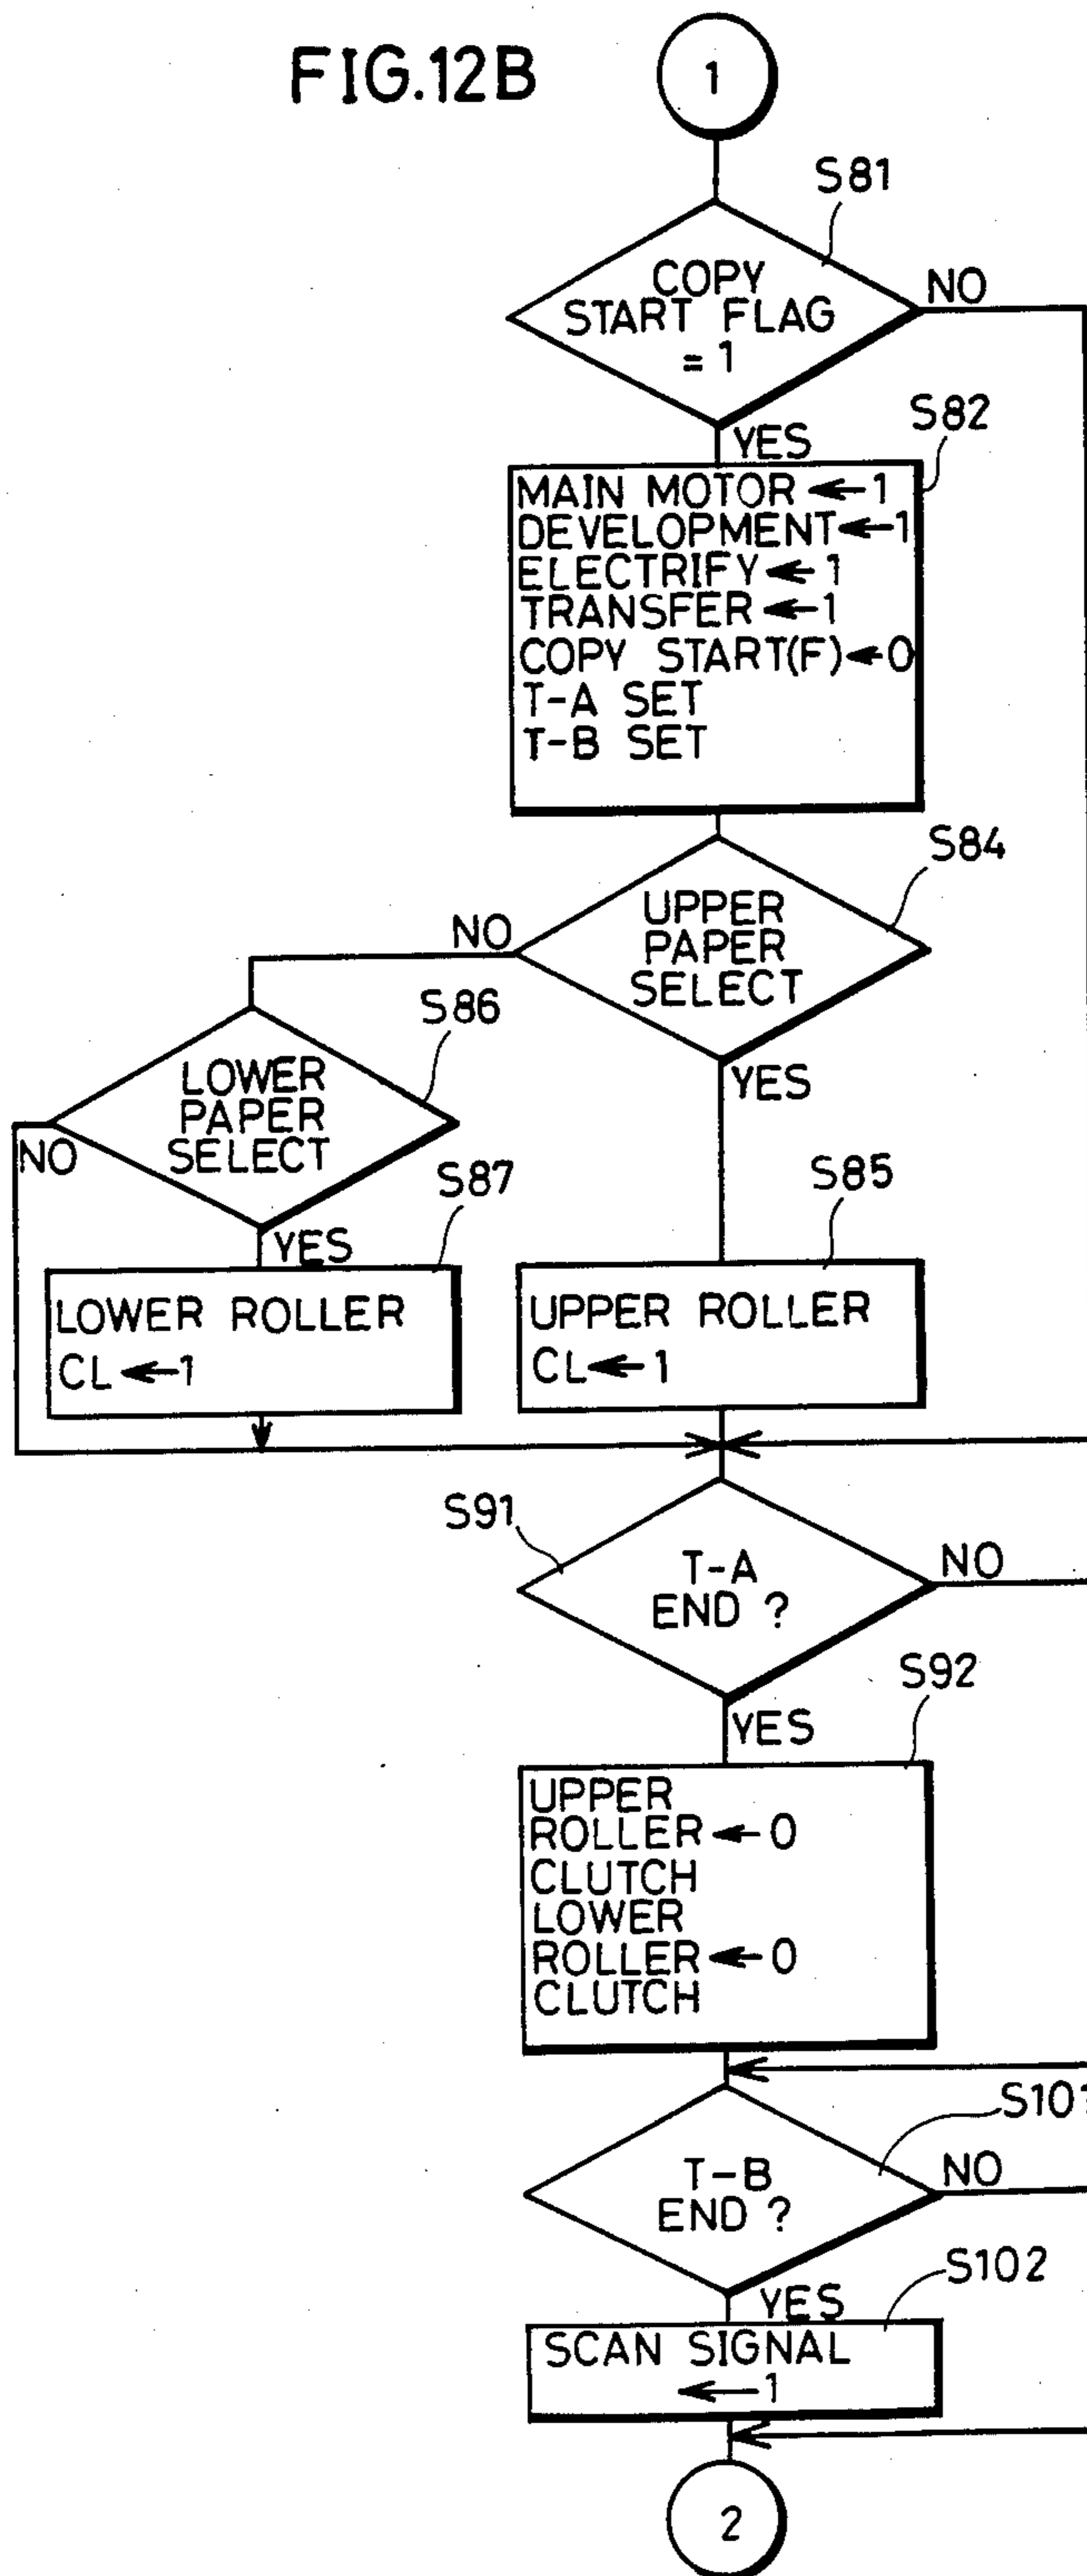 FIG.12B
1
S81
COPY
START FLAG
= 1
NO
YES
S82
MAIN MOTOR ← 1
DEVELOPMENT ← 1
ELECTRIFY ← 1
TRANSFER ← 1
COPY START(F) ← 0
T-A SET
T-B SET
S84
UPPER
PAPER
SELECT
NO
YES
S86
LOWER
PAPER
SELECT
NO
YES
S87
LOWER ROLLER
CL ← 1
S85
UPPER ROLLER
CL ← 1
S91
T-A
END ?
NO
YES
S92
UPPER
ROLLER ← 0
CLUTCH
LOWER
ROLLER ← 0
CLUTCH
S101
T-B
END ?
NO
YES
S102
SCAN SIGNAL
← 1
2